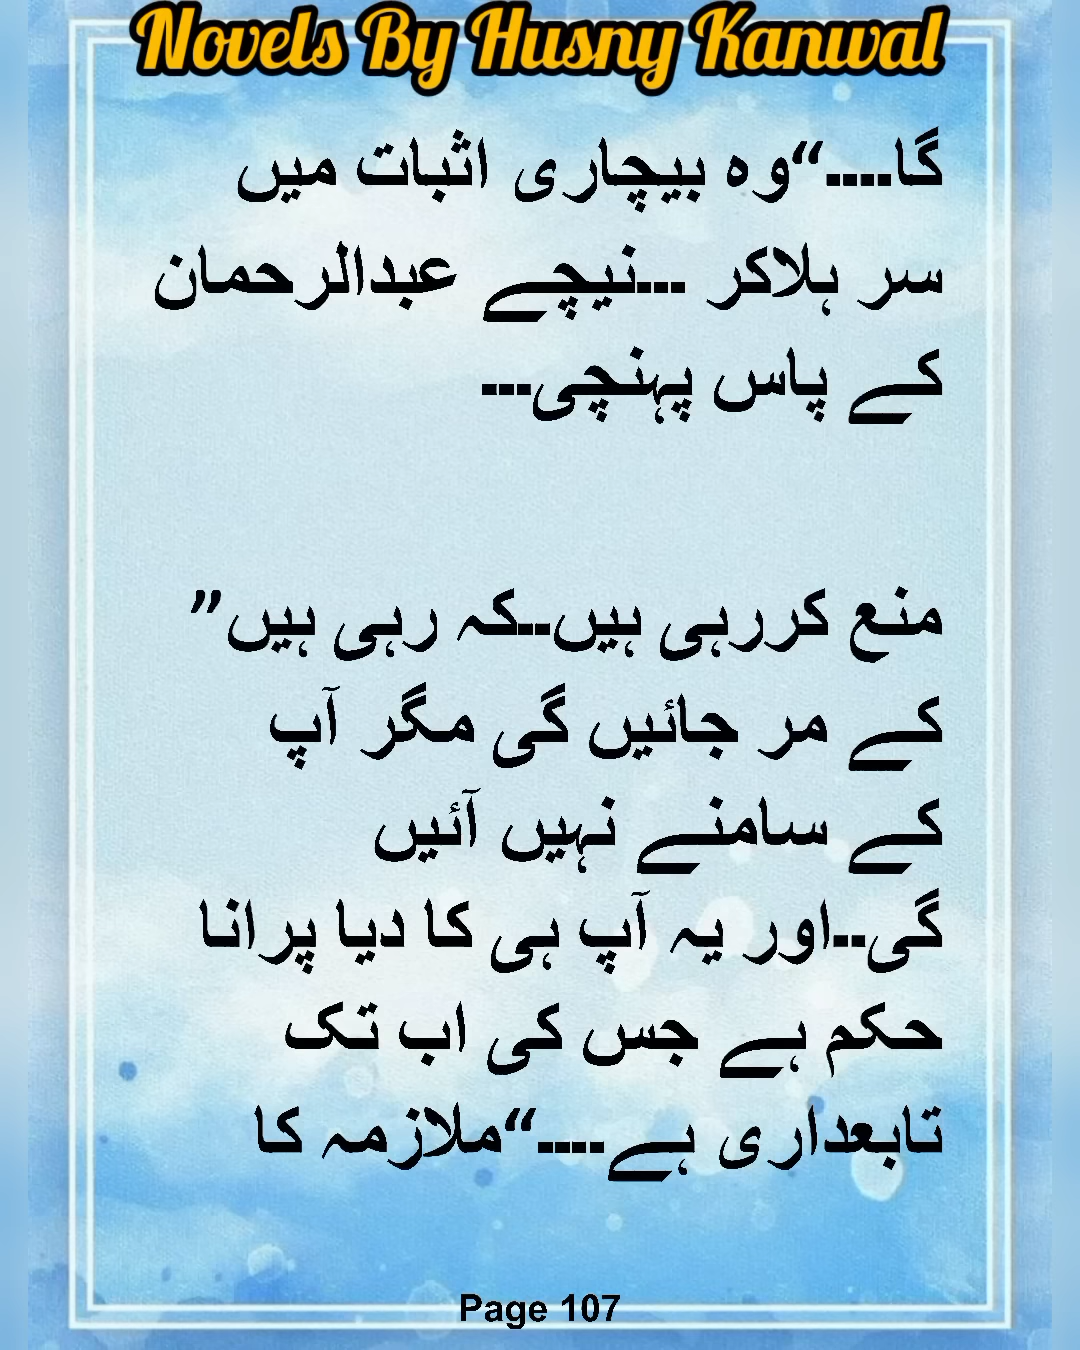 Novels By Husny Kanwal
گا....“وہ بیچاری اثبات میں
سر ہلاکر ...نیچے عبدالرحمان
کے پاس پہنچی...
منع کررہی ہیں..کہ رہی ہیں”
کے مر جائیں گی مگر آپ
کے سامنے نہیں آئیں
گی..اور یہ آپ ہی کا دیا پرانا
حکم ہے جس کی اب تک
تابعداری ہے....“ملازمہ کا
Page 107